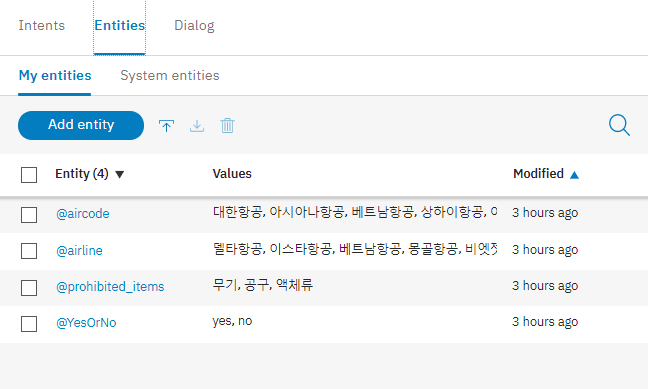 Intents Entities Dialog
My entities System entities
Add entity
Entity (4) Values Modified
@aircode 대한항공, 아시아나항공, 베트남항공, 상하이항공, 3 hours ago
@airline 델타항공, 이스타항공, 베트남항공, 몽골항공, 비엣젯 3 hours ago
@prohibited_items 무기, 공구, 액체류 3 hours ago
@YesOrNo yes, no 3 hours ago